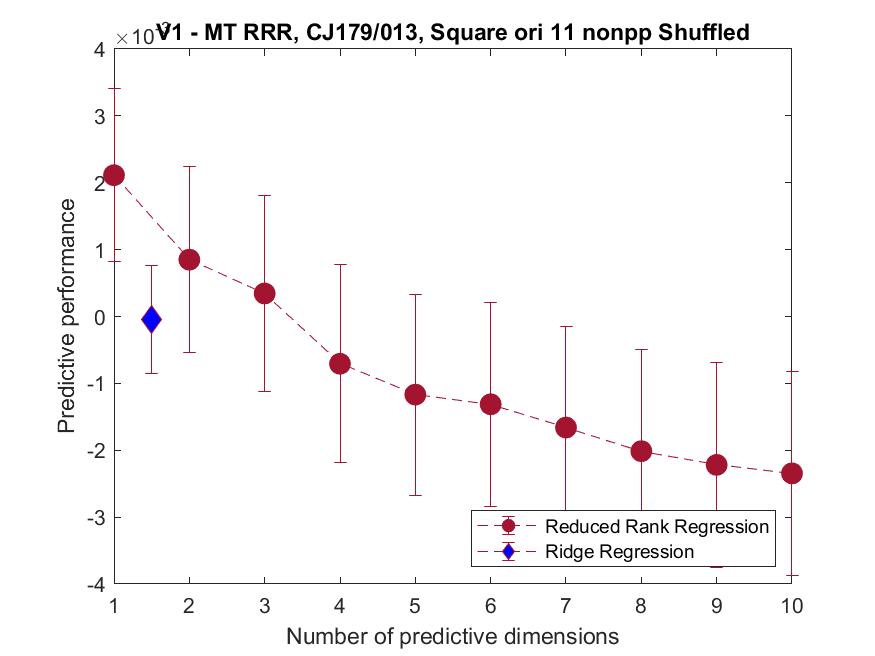 V1 - MT RRR, CJ179/013, Square ori 11 nonpp Shuffled
×10⁻³
4
3
2
1
0
-1
-2
-3
-4
Predictive performance
1 2 3 4 5 6 7 8 9 10
Number of predictive dimensions
Reduced Rank Regression
Ridge Regression